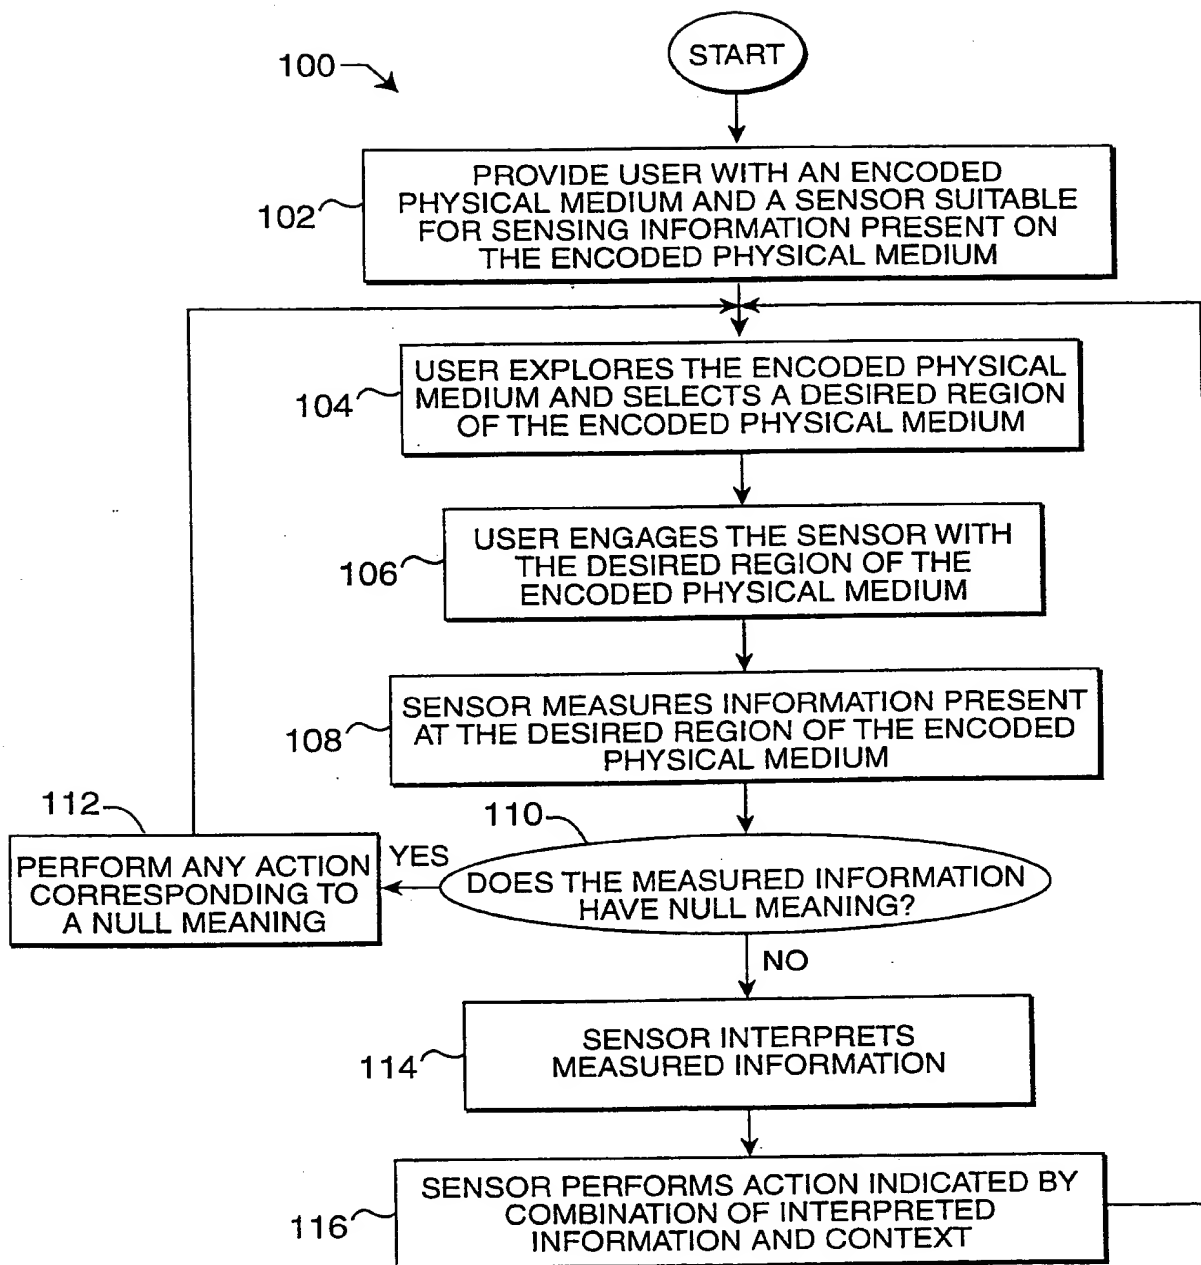 START
100
PROVIDE USER WITH AN ENCODED
PHYSICAL MEDIUM AND A SENSOR SUITABLE
FOR SENSING INFORMATION PRESENT ON
THE ENCODED PHYSICAL MEDIUM
102
USER EXPLORES THE ENCODED PHYSICAL
MEDIUM AND SELECTS A DESIRED REGION
OF THE ENCODED PHYSICAL MEDIUM
104
USER ENGAGES THE SENSOR WITH
THE DESIRED REGION OF THE
ENCODED PHYSICAL MEDIUM
106
SENSOR MEASURES INFORMATION PRESENT
AT THE DESIRED REGION OF THE ENCODED
PHYSICAL MEDIUM
108
110
DOES THE MEASURED INFORMATION
HAVE NULL MEANING?
YES
112
PERFORM ANY ACTION
CORRESPONDING TO
A NULL MEANING
NO
SENSOR INTERPRETS
MEASURED INFORMATION
114
SENSOR PERFORMS ACTION INDICATED BY
COMBINATION OF INTERPRETED
INFORMATION AND CONTEXT
116